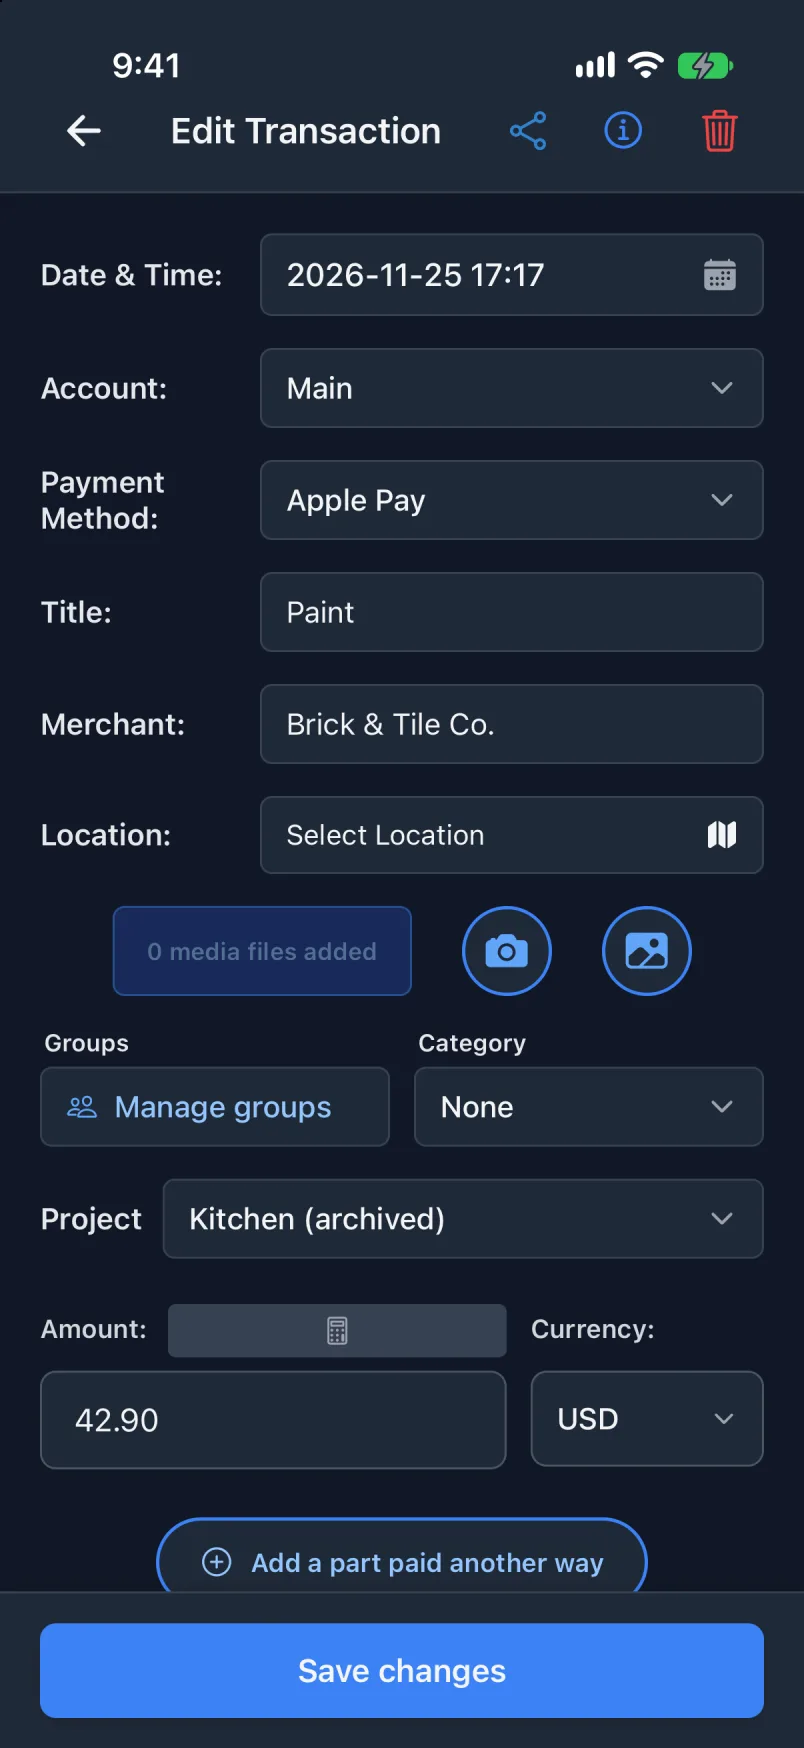 9:41
Edit Transaction
Date & Time:
2026-11-25 17:17
Account:
Main
Payment
Method:
Apple Pay
Title:
Paint
Merchant:
Brick & Tile Co.
Location:
Select Location
0 media files added
Groups
Category
Manage groups
None
Project
Kitchen (archived)
Amount:
Currency:
42.90
USD
Add a part paid another way
Save changes